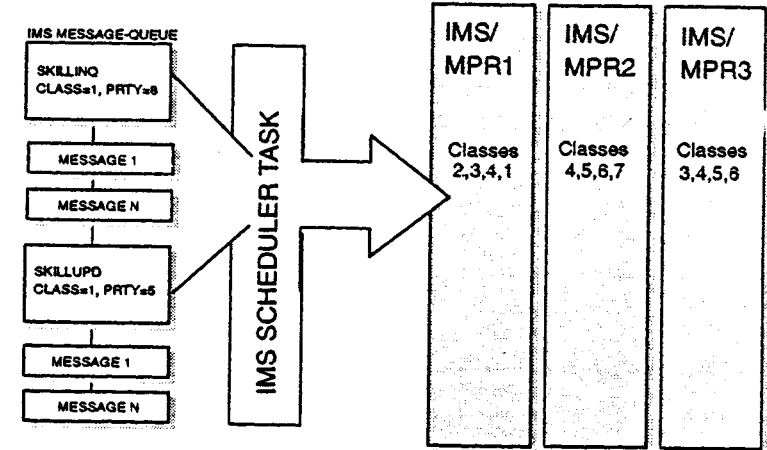 IMS MESSAGE-QUEUE
SKILLINQ
CLASS=1, PRTY=6
MESSAGE 1
MESSAGE N
SKILLUPD
CLASS=1, PRTY=5
MESSAGE 1
MESSAGE N
IMS SCHEDULER TASK
IMS/
MPR1
Classes
2,3,4,1
IMS/
MPR2
Classes
4,5,6,7
IMS/
MPR3
Classes
3,4,5,6